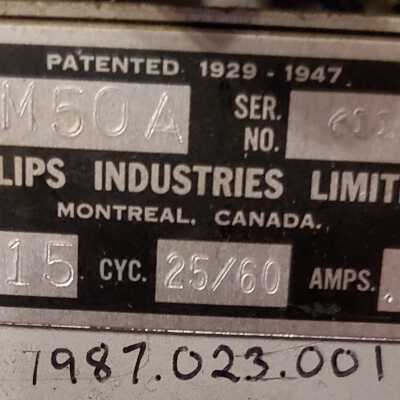 PATENTED 1929 - 1947.
M50A SER. NO. 611
LIPS INDUSTRIES LIMIT
MONTREAL, CANADA.
15 CYC. 25/60 AMPS. .
1987.023.001